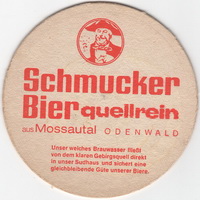 Schmucker
Bier quellrein
aus Mossautal ODENWALD
Unser weiches Brauwasser fließt
von dem klaren Gebirgsquell direkt
in unser Sudhaus und sichert eine
gleichbleibende Güte unserer Biere.